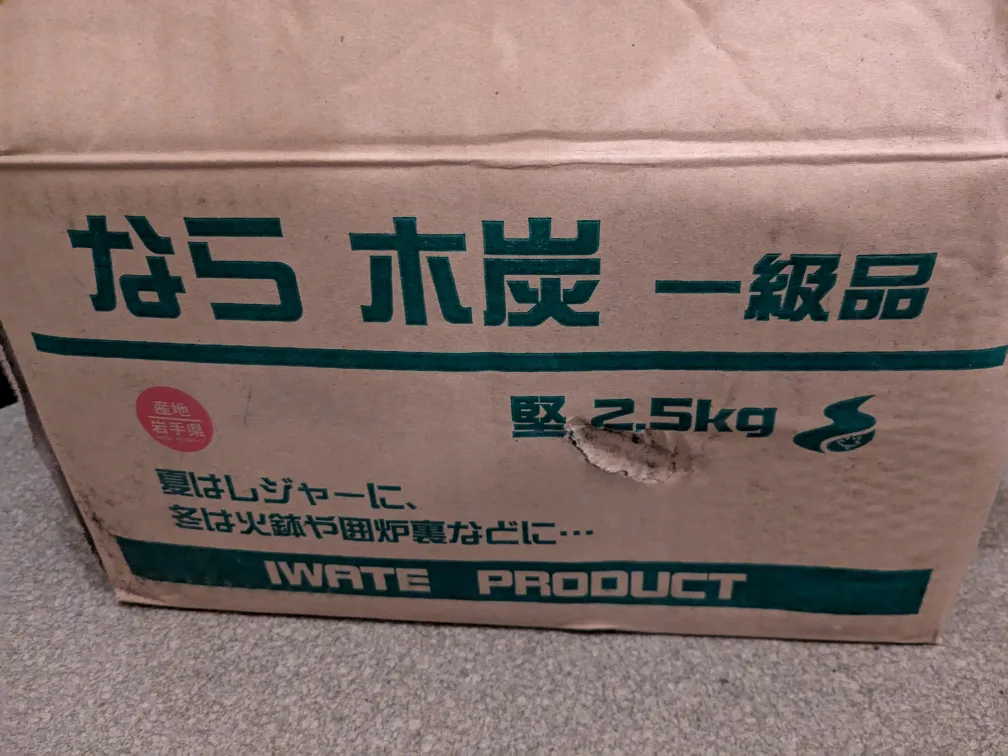 なら 木炭 一級品
産地
岩手県
堅 2.5kg
夏はレジャーに、
冬は火鉢や囲炉裏などに…
IWATE PRODUCT